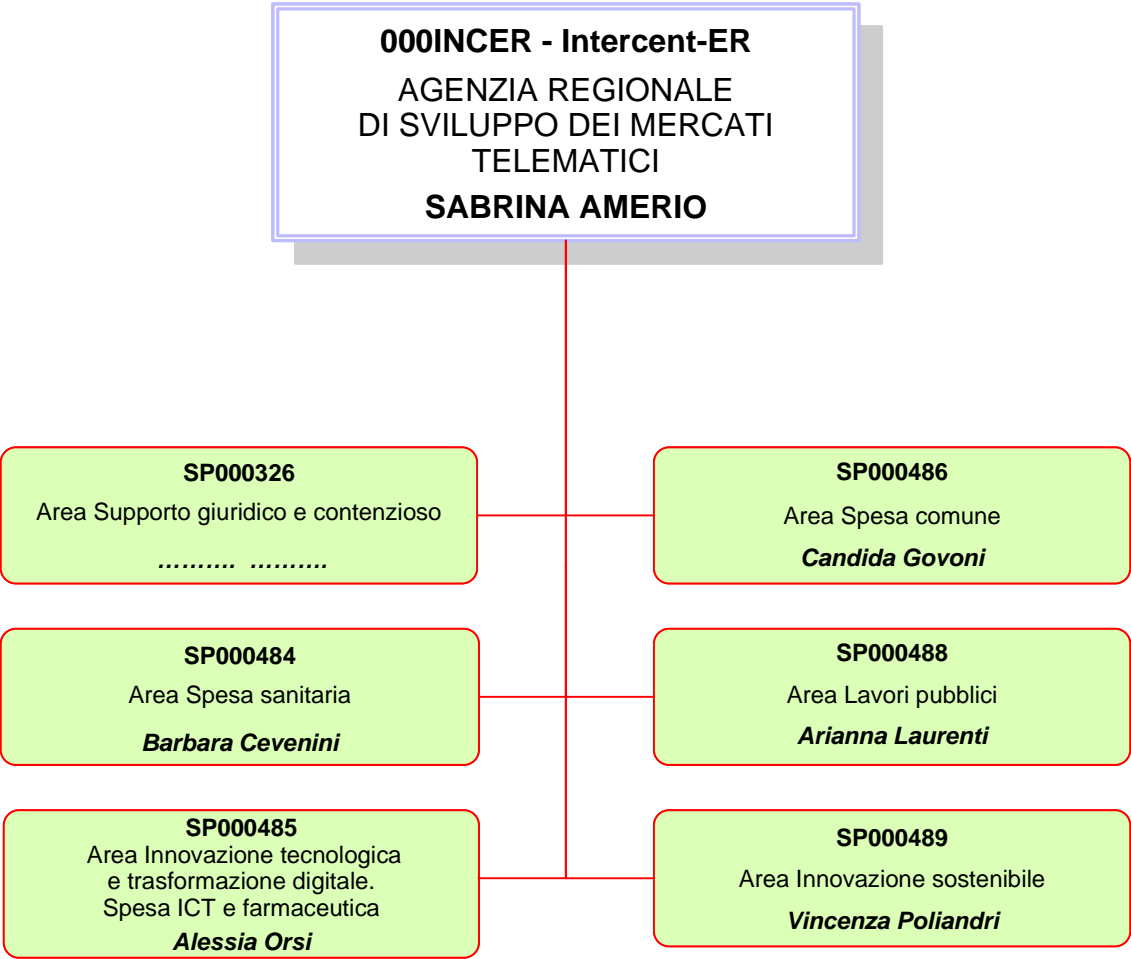 000INCER - Intercent-ER
AGENZIA REGIONALE
DI SVILUPPO DEI MERCATI
TELEMATICI
SABRINA AMERIO
SP000326
Area Supporto giuridico e contenzioso
………. ……….
SP000486
Area Spesa comune
Candida Govoni
SP000484
Area Spesa sanitaria
Barbara Cevenini
SP000488
Area Lavori pubblici
Arianna Laurenti
SP000485
Area Innovazione tecnologica
e trasformazione digitale.
Spesa ICT e farmaceutica
Alessia Orsi
SP000489
Area Innovazione sostenibile
Vincenza Poliandri